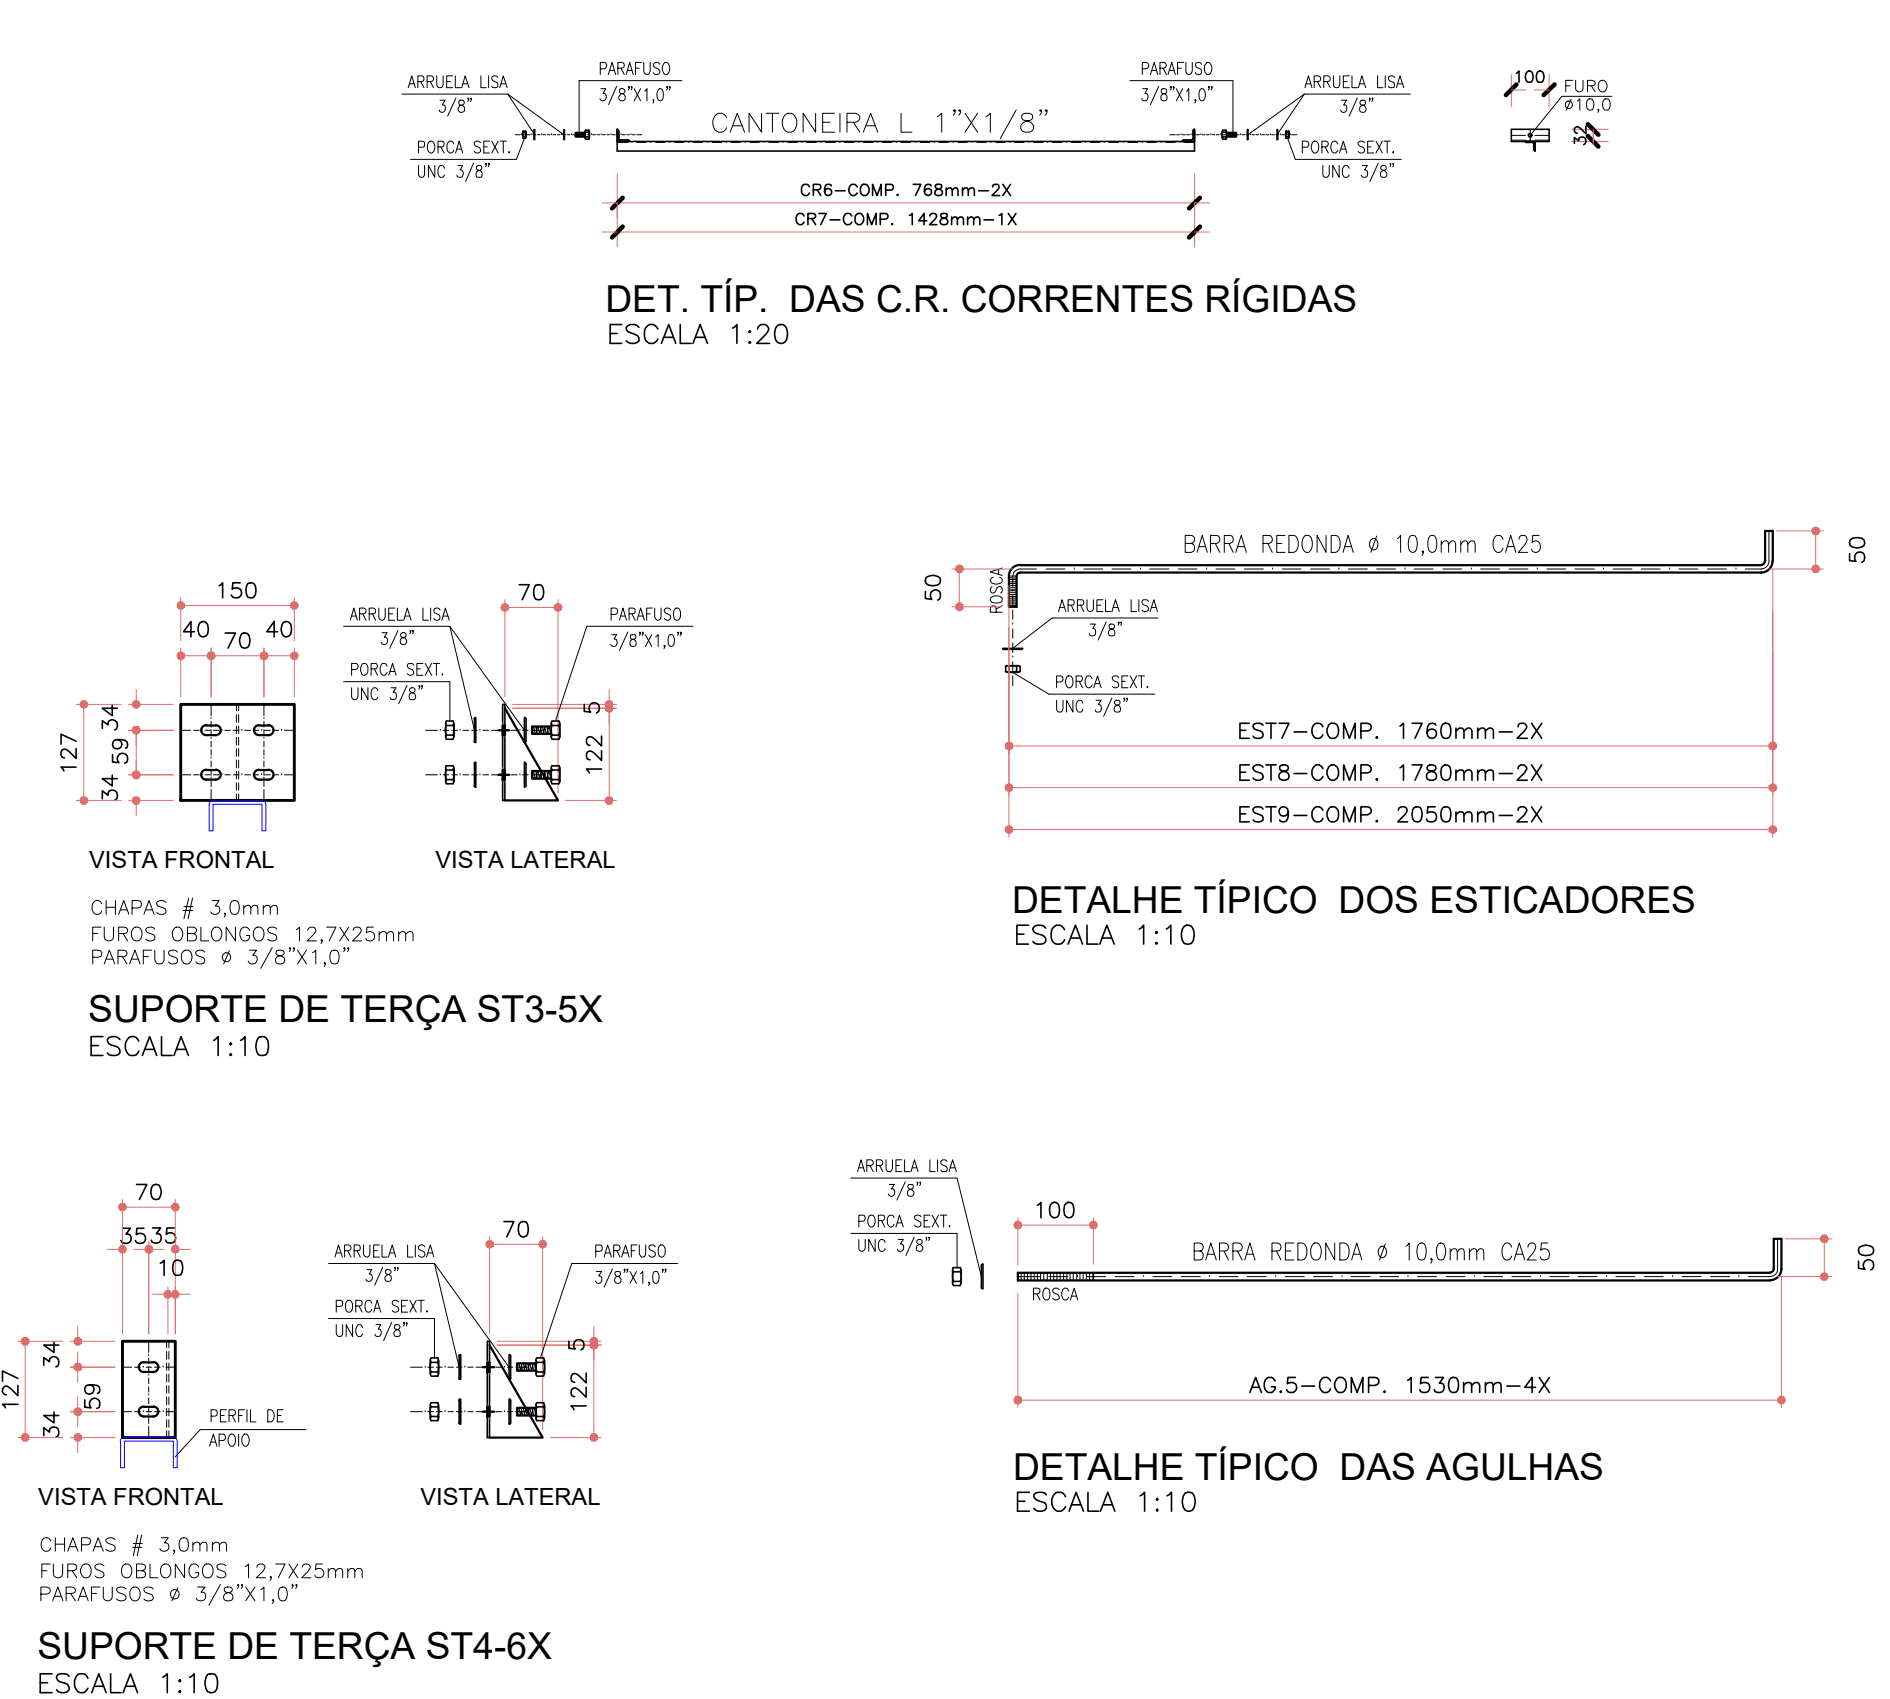 ARRUELA LISA
3/8"
PARAFUSO
3/8"X1,0"
PORCA SEXT.
UNC 3/8"
CANTONEIRA L 1"X1/8"
PARAFUSO
3/8"X1,0"
ARRUELA LISA
3/8"
PORCA SEXT.
UNC 3/8"
100
FURO
ø10,0
32
CR6-COMP. 768mm-2X
CR7-COMP. 1428mm-1X
DET. TÍP. DAS C.R. CORRENTES RÍGIDAS
ESCALA 1:20
150
40
70
40
127
34
59
34
VISTA FRONTAL
ARRUELA LISA
3/8"
PORCA SEXT.
UNC 3/8"
70
PARAFUSO
3/8"X1,0"
5
122
VISTA LATERAL
CHAPAS # 3,0mm
FUROS OBLONGOS 12,7X25mm
PARAFUSOS ø 3/8"X1,0"
SUPORTE DE TERÇA ST3-5X
ESCALA 1:10
BARRA REDONDA ø 10,0mm CA25
50
50
ROSCA
ARRUELA LISA
3/8"
PORCA SEXT.
UNC 3/8"
EST7-COMP. 1760mm-2X
EST8-COMP. 1780mm-2X
EST9-COMP. 2050mm-2X
DETALHE TÍPICO DOS ESTICADORES
ESCALA 1:10
70
35
35
10
127
34
59
34
PERFIL DE
APOIO
VISTA FRONTAL
ARRUELA LISA
3/8"
PORCA SEXT.
UNC 3/8"
70
PARAFUSO
3/8"X1,0"
5
122
VISTA LATERAL
CHAPAS # 3,0mm
FUROS OBLONGOS 12,7X25mm
PARAFUSOS ø 3/8"X1,0"
SUPORTE DE TERÇA ST4-6X
ESCALA 1:10
ARRUELA LISA
3/8"
PORCA SEXT.
UNC 3/8"
100
BARRA REDONDA ø 10,0mm CA25
50
ROSCA
AG.5-COMP. 1530mm-4X
DETALHE TÍPICO DAS AGULHAS
ESCALA 1:10